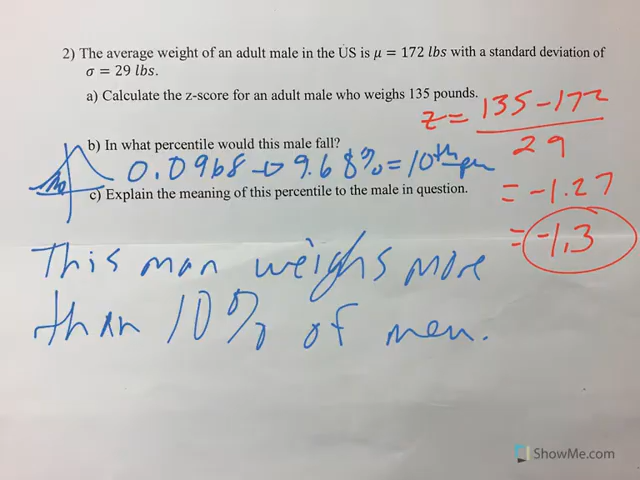 2) The average weight of an adult male in the US is μ = 172 lbs with a standard deviation of
σ = 29 lbs.
a) Calculate the z-score for an adult male who weighs 135 pounds.
z = 135 - 172
29
= -1.27
= -1.3
b) In what percentile would this male fall?
0.0968 → 9.68% = 10th
c) Explain the meaning of this percentile to the male in question.
This man weighs more
than 10% of men.
ShowMe.com